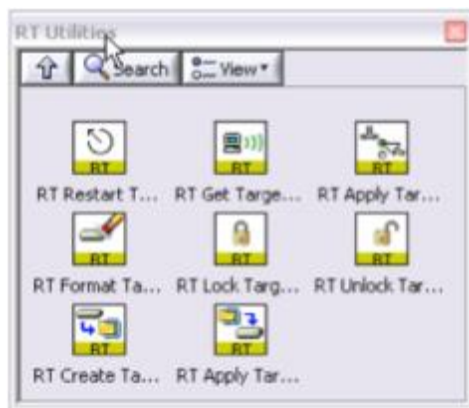 RT Utilities
Search View
RT RT RT
RT Restart T... RT Get Targe... RT Apply Tar...
RT RT RT
RT Format Ta... RT Lock Targ... RT Unlock Tar...
RT RT
RT Create Ta... RT Apply Tar...